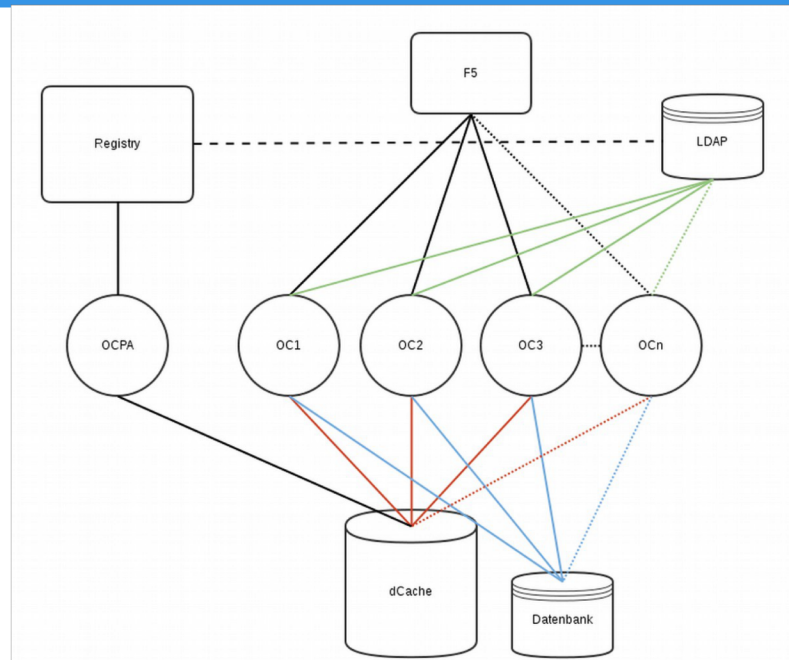 F5
Registry
LDAP
OCPA
OC1
OC2
OC3
OCn
dCache
Datenbank